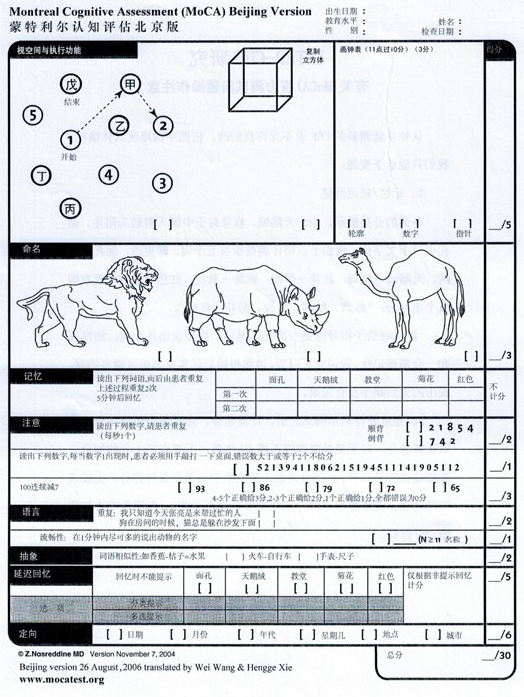 Montreal Cognitive Assessment (MoCA) Beijing Version
蒙特利尔认知评估北京版
出生日期：
教育水平： 姓名：
性 别： 检查日期：
视空间与执行功能
复制
立方体
画钟表（11点过10分）（3分）
得分
戊
结束
甲
5
乙
2
1
开始
丁
4
3
丙
[ ] [ ] [ ] [ ] __/5
轮廓 数字 指针
命名
[ ] [ ] [ ] __/3
记忆
读出下列词语,而后由患者重复
上述过程重复2次
5分钟后回忆
面孔 天鹅绒 教堂 菊花 红色
第一次
第二次
不
计分
注意
读出下列数字,请患者重复
(每秒1个)
顺背 [ ] 2 1 8 5 4
倒背 [ ] 7 4 2 __/2
读出下列数字,每当数字1出现时,患者必须用手敲打一下桌面,错误数大于或等于2个不给分
[ ] 5 2 1 3 9 4 1 1 8 0 6 2 1 5 1 9 4 5 1 1 1 4 1 9 0 5 1 1 2 __/1
100连续减7 [ ] 93 [ ] 86 [ ] 79 [ ] 72 [ ] 65
4-5个正确给3分,2-3个正确给2分,1个正确给1分,全都错误为0分 __/3
语言
重复: 我只知道今天张亮是来帮过忙的人 [ ]
狗在房间的时候，猫总是躲在沙发下面 [ ] __/2
流畅性: 在1分钟内尽可多的说出动物的名字 [ ] ____ (N≥11 名称) __/1
抽象
词语相似性:如香蕉-桔子=水果 [ ] 火车-自行车 [ ] 手表-尺子 __/2
延迟回忆
回忆时不能提示 面孔 天鹅绒 教堂 菊花 红色
[ ] [ ] [ ] [ ] [ ]
仅根据非提示回忆
计分
__/5
选 项
分类提示
多选提示
定向
[ ] 日期 [ ] 月份 [ ] 年代 [ ] 星期几 [ ] 地点 [ ] 城市 __/6
© Z.Nasreddine MD Version November 7, 2004
总分 __/30
Beijing version 26 August,2006 translated by Wei Wang & Hengge Xie
www.mocatest.org